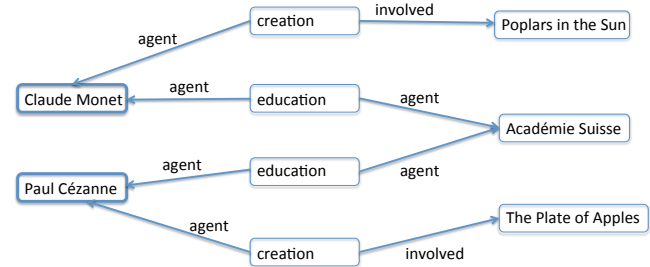 creation
involved
Poplars in the Sun
agent
Claude Monet
agent
education
agent
Académie Suisse
Paul Cézanne
agent
education
agent
agent
The Plate of Apples
creation
involved